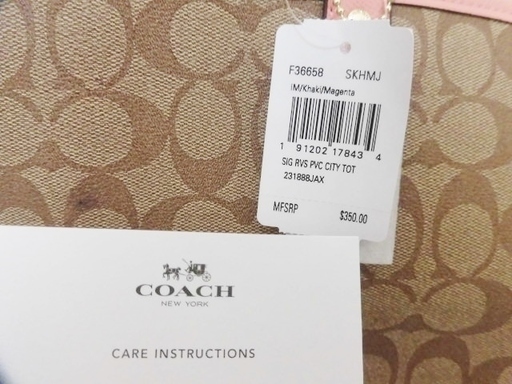 F36658 SKHMJ
IM/Khaki/Magenta
1 91202 17843 4
SIG RVS PVC CITY TOT
231888JAX
MFSRP $350.00
COACH
NEW YORK
CARE INSTRUCTIONS